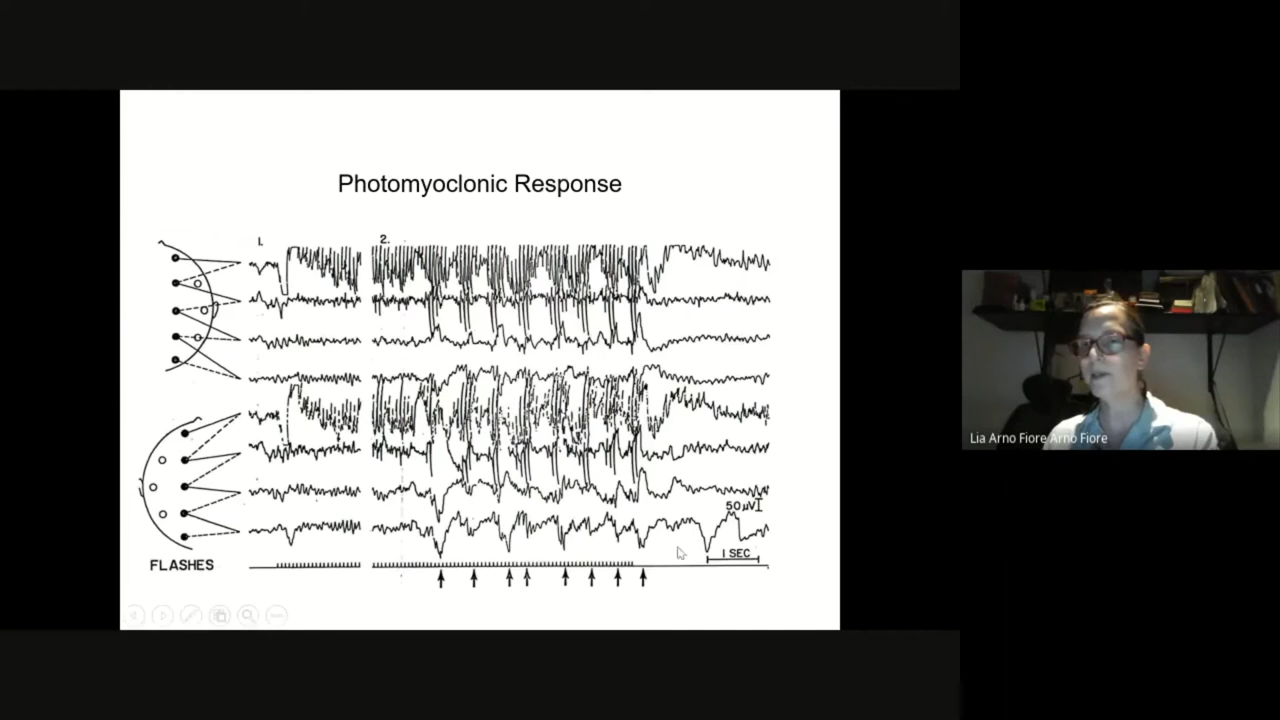 Photomyoclonic Response
1.
2.
50 µV
1 SEC
FLASHES
Lia Arno Fiore Arno Fiore